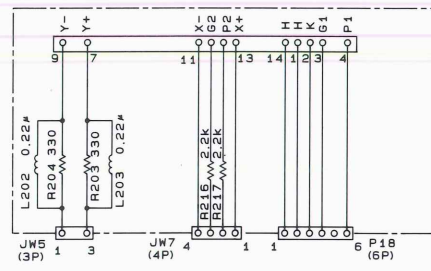 Y- Y+ X- G2 P2 X+ H H K G1 P1
9 7 11 13 14 1 2 3 4
L202 0.22μ
R204 330
R203 330
L203 0.22μ
R216 2.2k
R217 2.2k
JW5 1 3
(3P)
JW7 4 1
(4P)
1 6 P18
(6P)